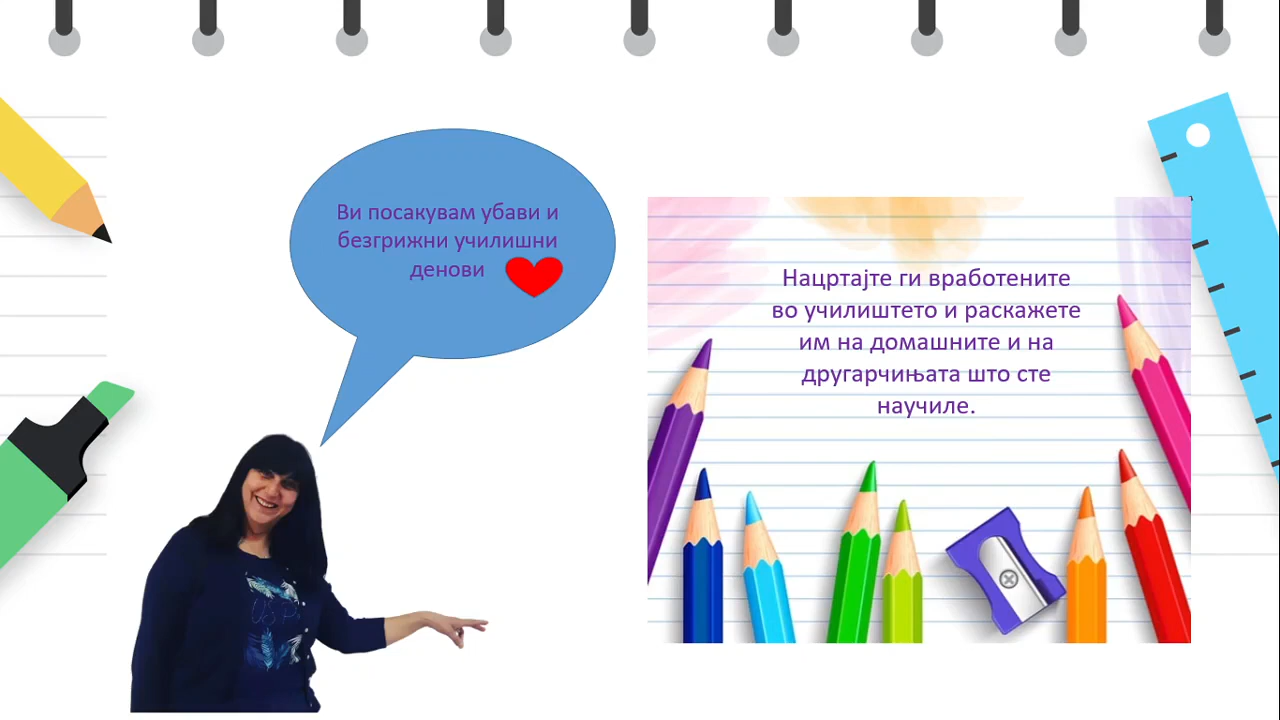 Ви посакувам убави и
безгрижни училишни
денови
Нацртајте ги вработените
во училиштето и раскажете
им на домашните и на
другарчињата што сте
научиле.